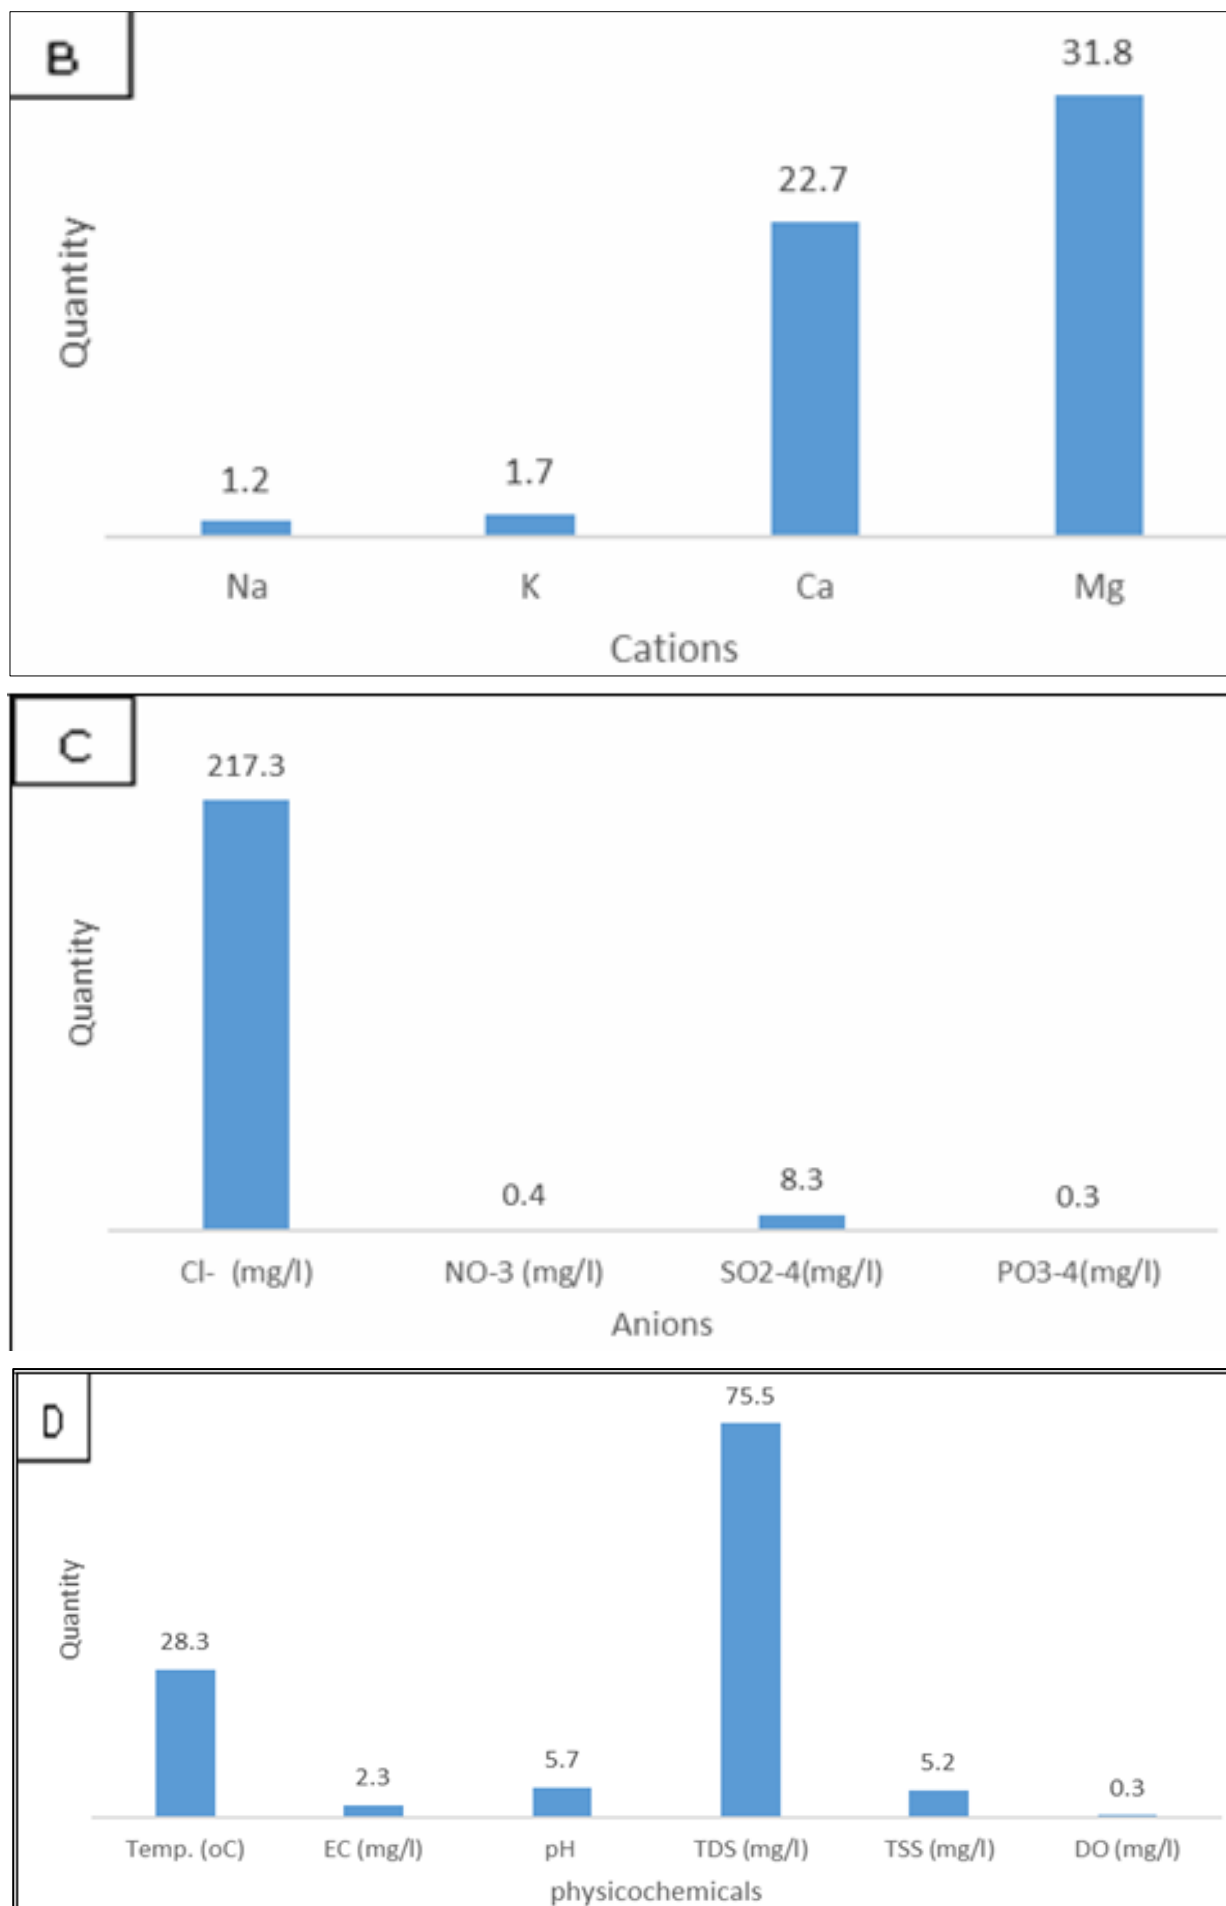 B
31.8
22.7
1.2
1.7
Quantity
Na K Ca Mg
Cations
C
217.3
0.4
8.3
0.3
Quantity
Cl- (mg/l) NO-3 (mg/l) SO2-4(mg/l) PO3-4(mg/l)
Anions
D
75.5
28.3
2.3
5.7
5.2
0.3
Quantity
Temp. (oC) EC (mg/l) pH TDS (mg/l) TSS (mg/l) DO (mg/l)
physicochemicals